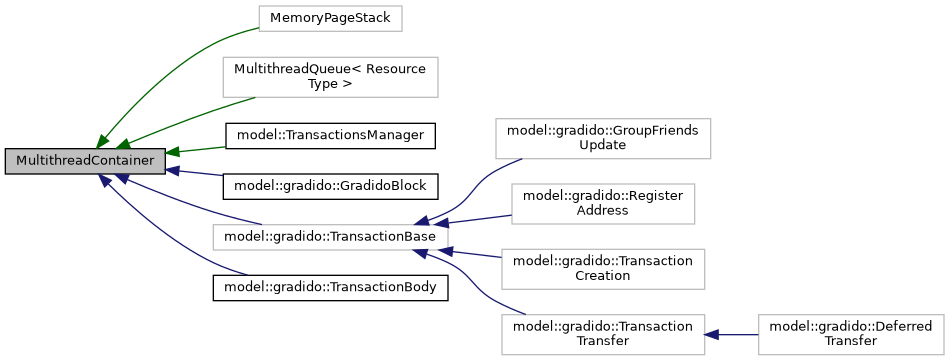 MemoryPageStack
MultithreadQueue< Resource
Type >
model::TransactionsManager
MultithreadContainer
model::gradido::GradidoBlock
model::gradido::TransactionBase
model::gradido::TransactionBody
model::gradido::GroupFriends
Update
model::gradido::Register
Address
model::gradido::Transaction
Creation
model::gradido::Transaction
Transfer
model::gradido::Deferred
Transfer